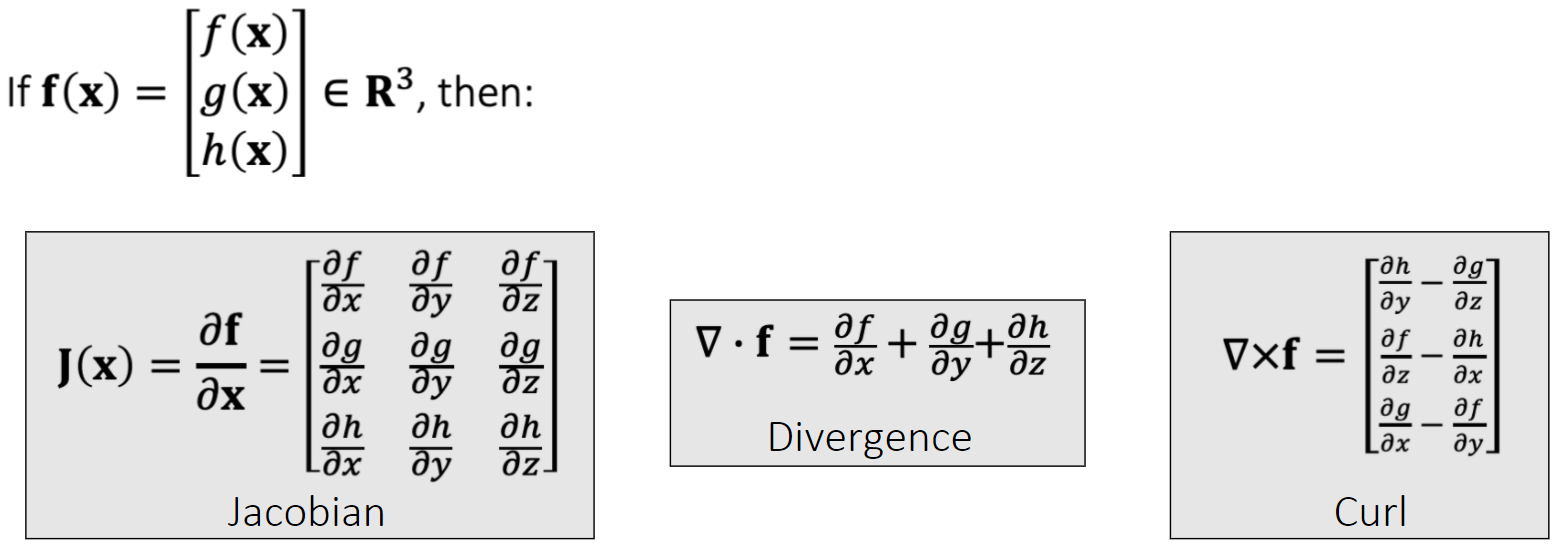 If 𝐟(𝐱) = [f(𝐱) g(𝐱) h(𝐱)] ∈ 𝐑³, then:
𝐉(𝐱) = ∂𝐟/∂𝐱 = [∂f/∂x ∂f/∂y ∂f/∂z
∂g/∂x ∂g/∂y ∂g/∂z
∂h/∂x ∂h/∂y ∂h/∂z]
Jacobian
∇ · 𝐟 = ∂f/∂x + ∂g/∂y + ∂h/∂z
Divergence
∇×𝐟 = [∂h/∂y − ∂g/∂z
∂f/∂z − ∂h/∂x
∂g/∂x − ∂f/∂y]
Curl